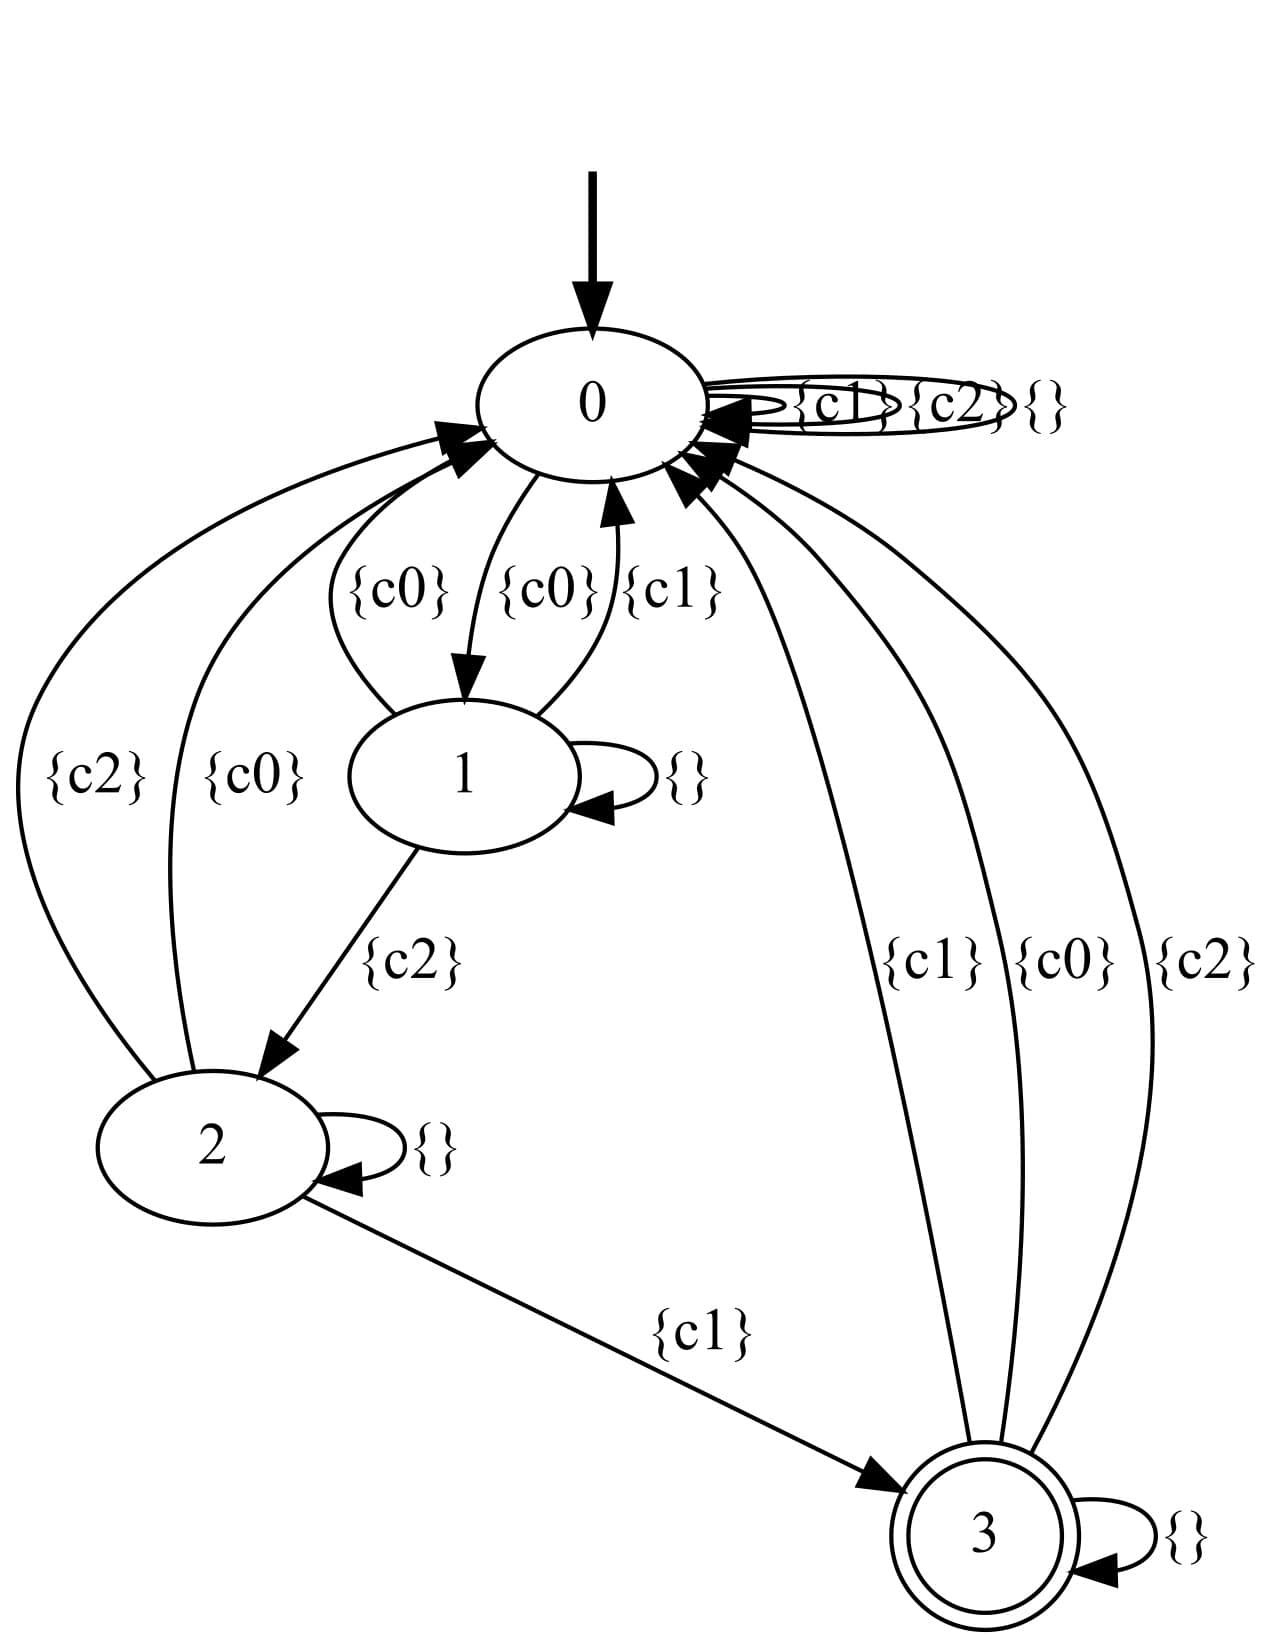 0 {c1} {c2} {}
{c0} {c0} {c1}
{c2} {c0} 1 {}
{c2} {c1} {c0} {c2}
2 {}
{c1}
3 {}